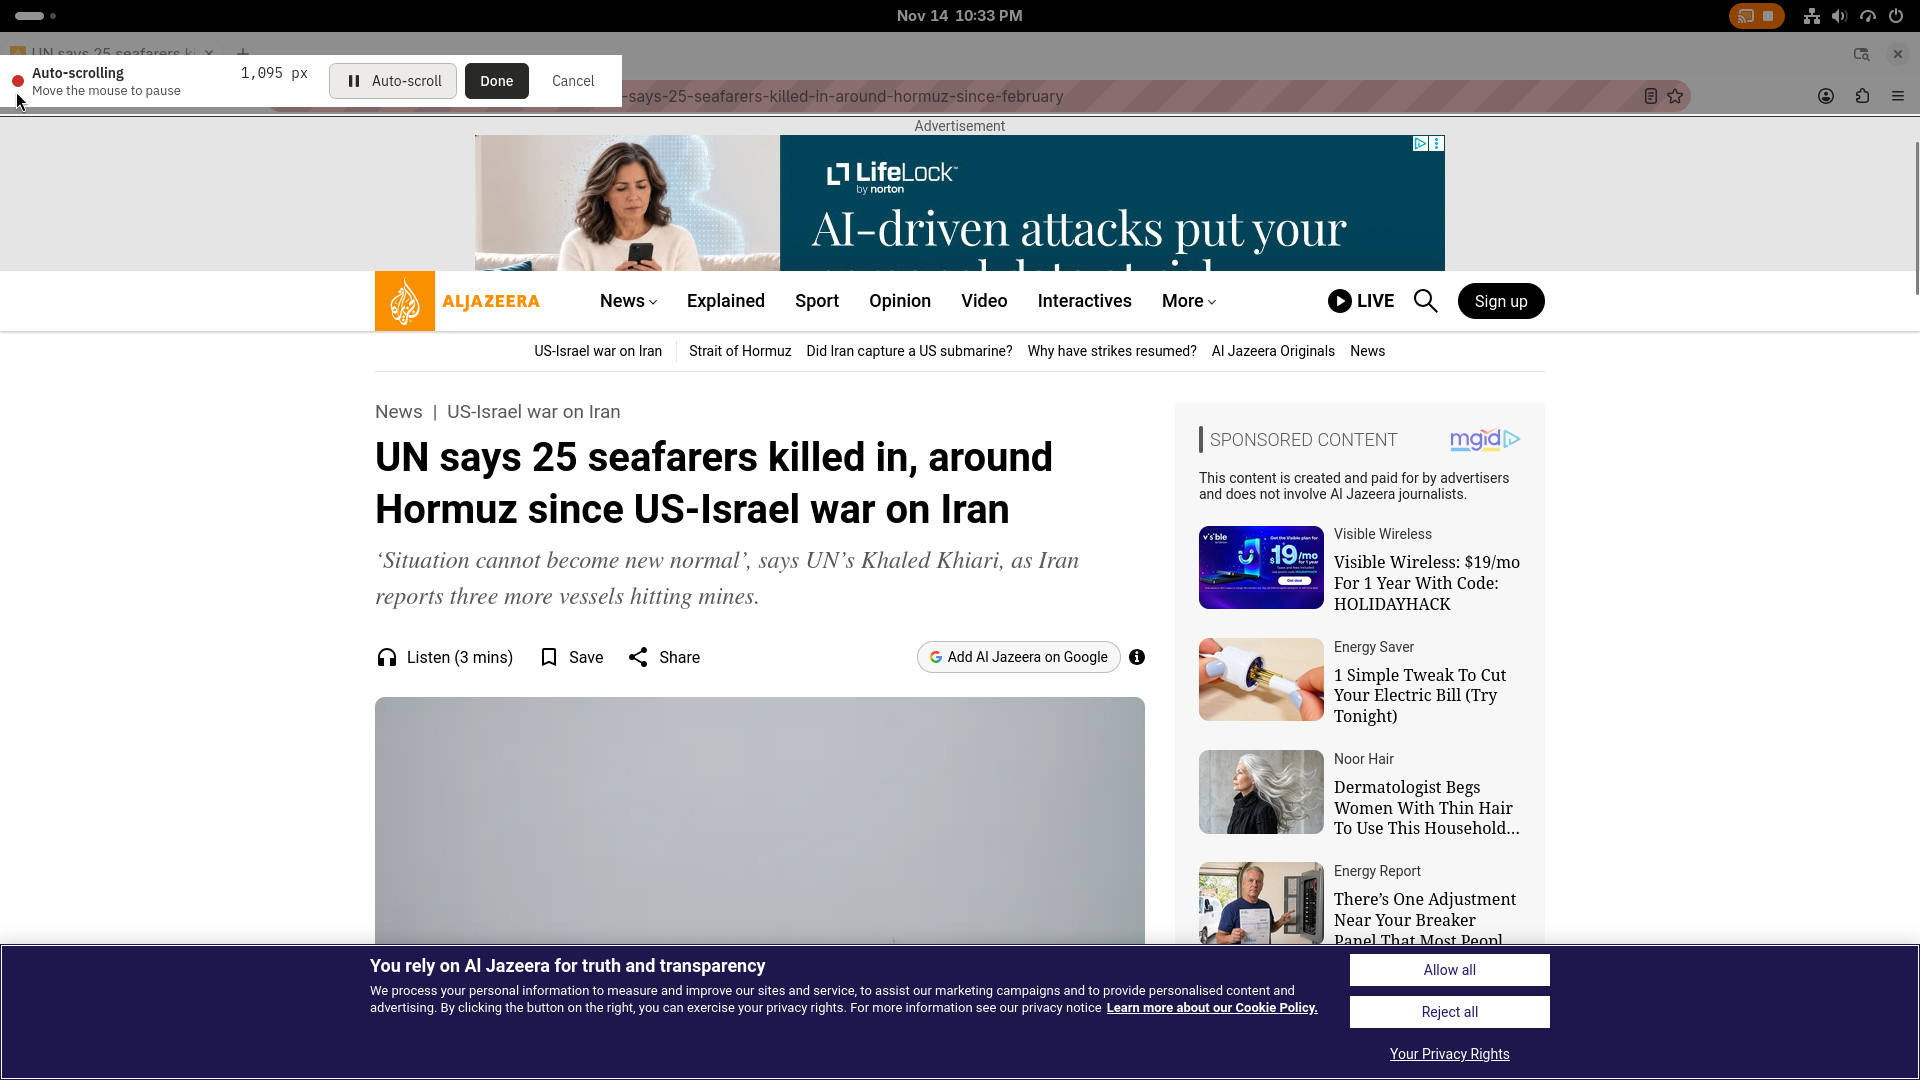 Nov 14 10:33 PM
UN says 25 seafarers ki
Auto-scrolling
Move the mouse to pause
1,095 px
Auto-scroll
Done
Cancel
-says-25-seafarers-killed-in-around-hormuz-since-february
Advertisement
LifeLock
by norton
AI-driven attacks put your
ALJAZEERA
News
Explained
Sport
Opinion
Video
Interactives
More
LIVE
Sign up
US-Israel war on Iran
Strait of Hormuz
Did Iran capture a US submarine?
Why have strikes resumed?
Al Jazeera Originals
News
News | US-Israel war on Iran
UN says 25 seafarers killed in, around
Hormuz since US-Israel war on Iran
‘Situation cannot become new normal’, says UN’s Khaled Khiari, as Iran
reports three more vessels hitting mines.
Listen (3 mins)
Save
Share
Add Al Jazeera on Google
SPONSORED CONTENT
mgid
This content is created and paid for by advertisers
and does not involve Al Jazeera journalists.
Visible Wireless
Visible Wireless: $19/mo
For 1 Year With Code:
HOLIDAYHACK
Energy Saver
1 Simple Tweak To Cut
Your Electric Bill (Try
Tonight)
Noor Hair
Dermatologist Begs
Women With Thin Hair
To Use This Household...
Energy Report
There’s One Adjustment
Near Your Breaker
Panel That Most Peopl
You rely on Al Jazeera for truth and transparency
We process your personal information to measure and improve our sites and service, to assist our marketing campaigns and to provide personalised content and
advertising. By clicking the button on the right, you can exercise your privacy rights. For more information see our privacy notice Learn more about our Cookie Policy.
Allow all
Reject all
Your Privacy Rights